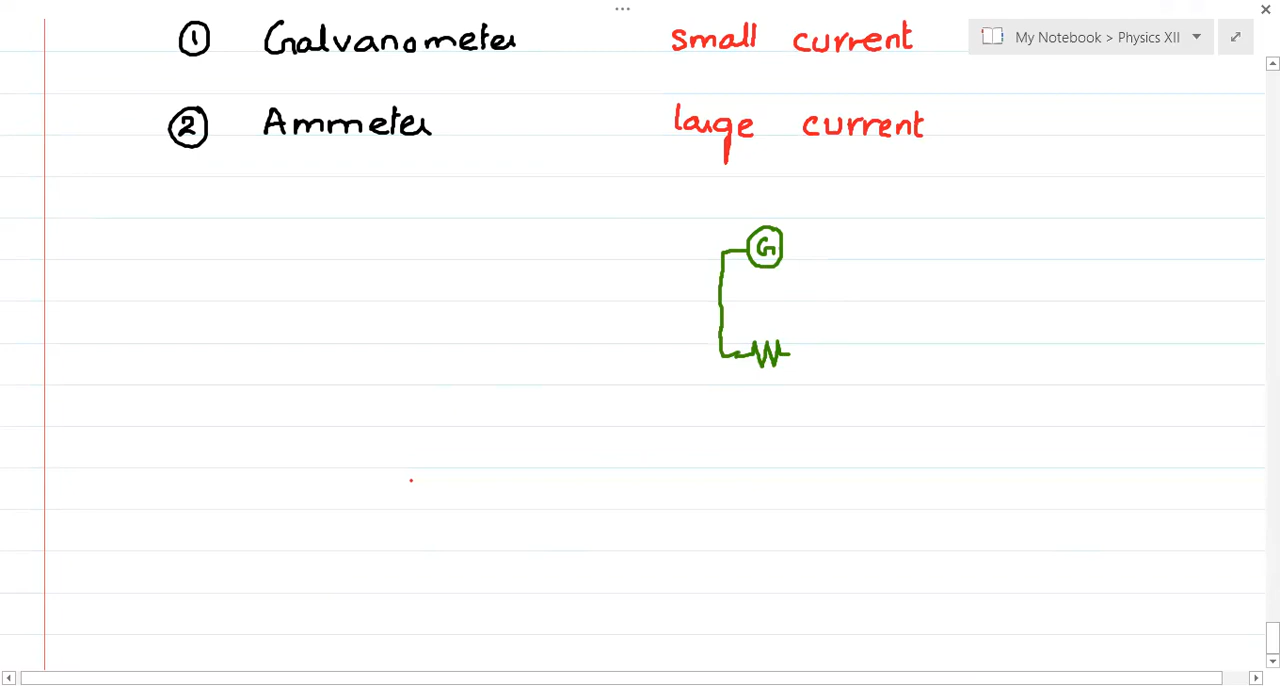 ① Galvanometer small current
My Notebook > Physics XII
② Ammeter large current
G